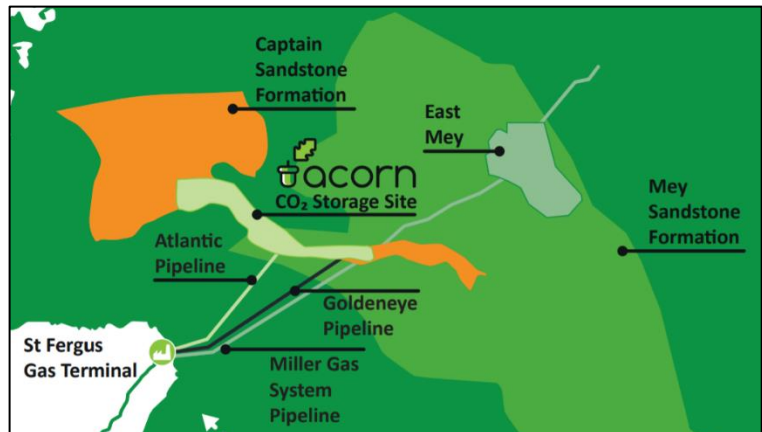 Captain
Sandstone
Formation
East
Mey
acorn
CO₂ Storage Site
Mey
Sandstone
Formation
Atlantic
Pipeline
Goldeneye
Pipeline
St Fergus
Gas Terminal
Miller Gas
System
Pipeline